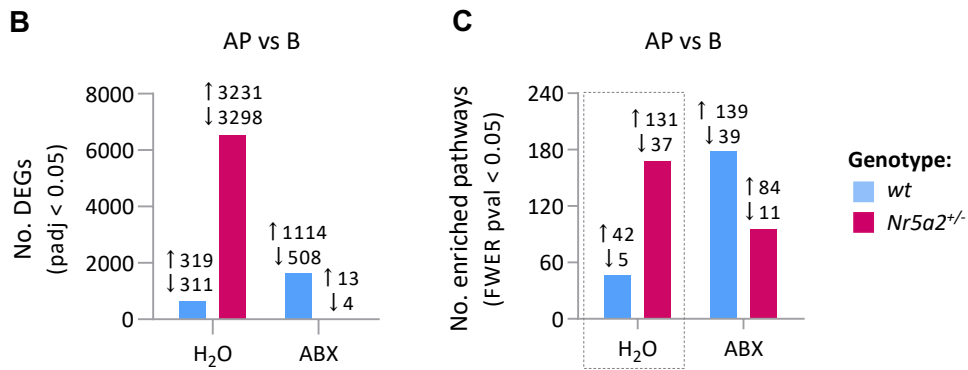 B
AP vs B
No. DEGs
(padj < 0.05)
8000
6000
4000
2000
0
↑319
↓311
↑3231
↓3298
↑1114
↓508
↑13
↓4
H₂O
ABX
C
AP vs B
No. enriched pathways
(FWER pval < 0.05)
240
180
120
60
0
↑ 42
↓5
↑ 131
↓37
↑ 139
↓39
↑84
↓11
H₂O
ABX
Genotype:
wt
Nr5a2⁺/⁻